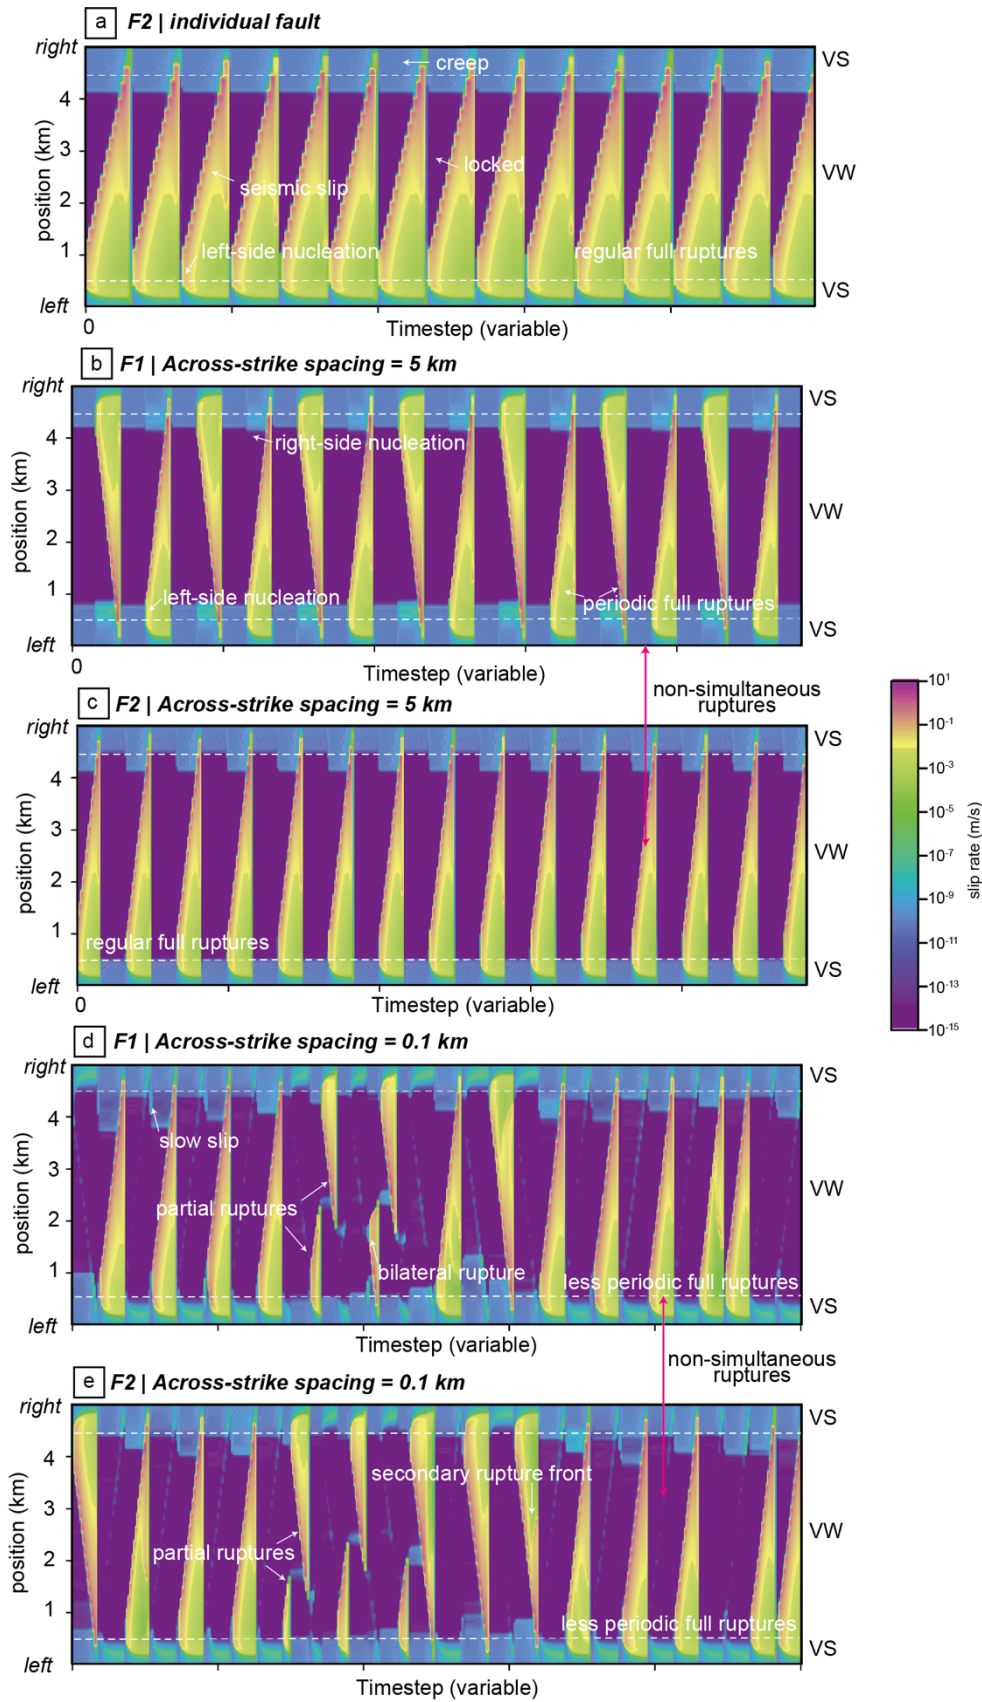 a F2 | individual fault
right
creep
VS
4
3
locked
VW
seismic slip
2
position (km)
1
left-side nucleation
regular full ruptures
VS
left
0
Timestep (variable)
b F1 | Across-strike spacing = 5 km
right
VS
4
right-side nucleation
3
VW
position (km)
2
1
left-side nucleation
periodic full ruptures
VS
left
0
Timestep (variable)
non-simultaneous
ruptures
c F2 | Across-strike spacing = 5 km
right
VS
4
3
VW
position (km)
2
1
regular full ruptures
VS
left
0
Timestep (variable)
10^1
10^-1
10^-3
10^-5
10^-7
10^-9
10^-11
10^-13
10^-15
slip rate (m/s)
d F1 | Across-strike spacing = 0.1 km
right
VS
4
slow slip
3
VW
partial ruptures
position (km)
2
bilateral rupture
1
less periodic full ruptures
VS
left
Timestep (variable)
non-simultaneous
ruptures
e F2 | Across-strike spacing = 0.1 km
right
VS
4
secondary rupture front
3
VW
position (km)
partial ruptures
2
1
less periodic full ruptures
VS
left
Timestep (variable)